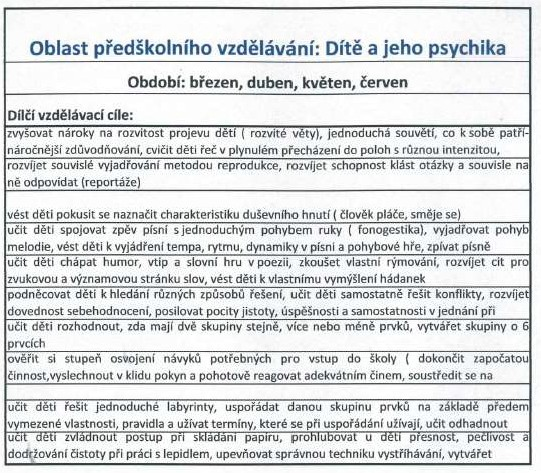 Oblast předškolního vzdělávání: Dítě a jeho psychika
Období: březen, duben, květen, červen
Dílčí vzdělávací cíle:
zvyšovat nároky na rozvitost projevu dětí ( rozvité věty), jednoduchá souvětí, co k sobě patří-
náročnější zdůvodňování, cvičit děti řeč v plynulém přecházení do poloh s různou intenzitou,
rozvíjet souvislé vyjadřování metodou reprodukce, rozvíjet schopnost klást otázky a souvisle na
ně odpovídat (reportáže)
vést děti pokusit se naznačit charakteristiku duševního hnutí ( člověk pláče, směje se)
učit děti spojovat zpěv písní s jednoduchým pohybem ruky ( fonogestika), vyjadřovat pohyb
melodie, vést děti k vyjádření tempa, rytmu, dynamiky v písni a pohybové hře, zpívat písně
učit děti chápat humor, vtip a slovní hru v poezii, zkoušet vlastní rýmování, rozvíjet cit pro
zvukovou a významovou stránku slov, vést děti k vlastnímu vymýšlení hádanek
podněcovat děti k hledání různých způsobů řešení, učit děti samostatně řešit konflikty, rozvíjet
dovednost sebehodnocení, posilovat pocity jistoty, úspěšnosti a samostatnosti v jednání při
učit děti rozhodnout, zda mají dvě skupiny stejně, více nebo méně prvků, vytvářet skupiny o 6
prvcích
ověřit si stupeň osvojení návyků potřebných pro vstup do školy ( dokončit započatou
činnost,vyslechnout v klidu pokyn a pohotově reagovat adekvátním činem, soustředit se na
učit děti řešit jednoduché labyrinty, uspořádat danou skupinu prvků na základě předem
vymezené vlastnosti, pravidla a užívat termíny, které se při uspořádání užívají, učit odhadnout
učit děti zvládnout postup při skládání papíru, prohlubovat u dětí přesnost, pečlivost a
dodržování čistoty při práci s lepidlem, upevňovat správnou techniku vystřihování, vytvářet